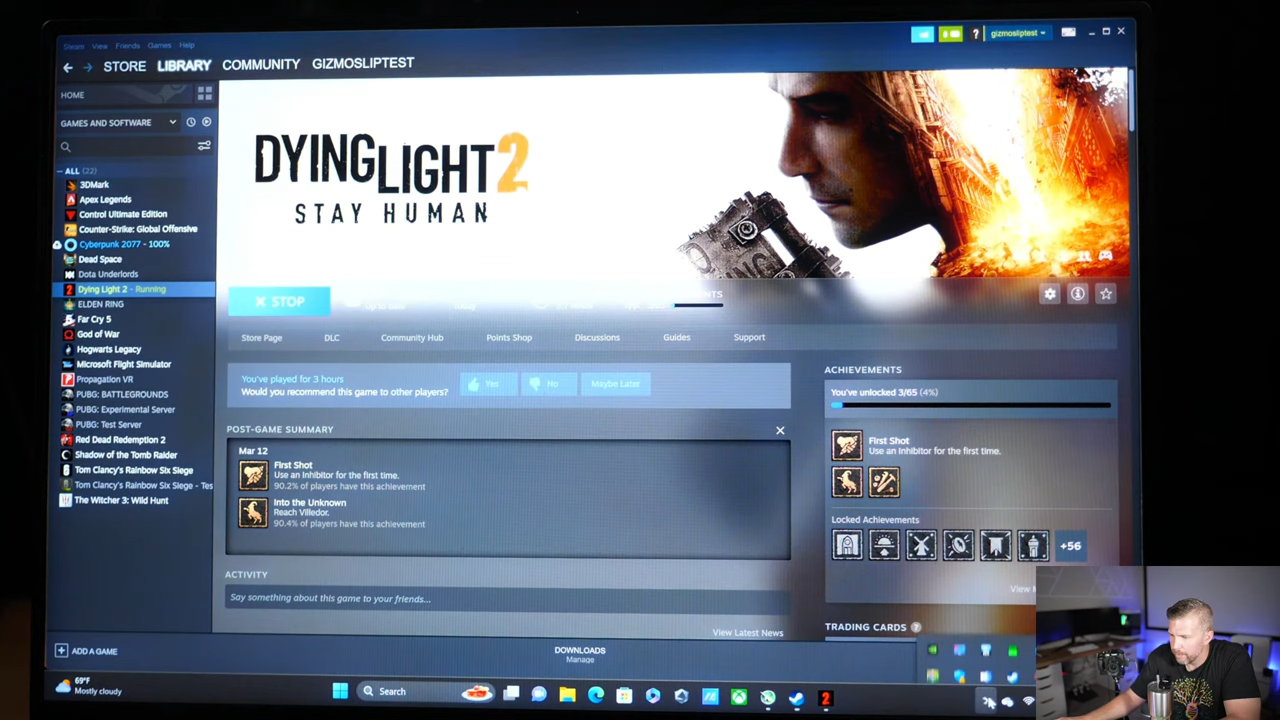 Steam View Friends Games Help
gizmosliptest
STORE LIBRARY COMMUNITY GIZMOSLIPTEST
HOME
GAMES AND SOFTWARE
ALL (22)
3DMark
Apex Legends
Control Ultimate Edition
Counter-Strike: Global Offensive
Cyberpunk 2077 - 100%
Dead Space
Dota Underlords
Dying Light 2 - Running
ELDEN RING
Far Cry 5
God of War
Hogwarts Legacy
Microsoft Flight Simulator
Propagation VR
PUBG: BATTLEGROUNDS
PUBG: Experimental Server
PUBG: Test Server
Red Dead Redemption 2
Shadow of the Tomb Raider
Tom Clancy's Rainbow Six Siege
Tom Clancy's Rainbow Six Siege - Tes
The Witcher 3: Wild Hunt
DYING LIGHT 2
STAY HUMAN
STOP
Store Page DLC Community Hub Points Shop Discussions Guides Support
You've played for 3 hours
Would you recommend this game to other players?
Yes No Maybe Later
POST-GAME SUMMARY
Mar 12
First Shot
Use an Inhibitor for the first time.
90.2% of players have this achievement
Into the Unknown
Reach Villedor.
90.4% of players have this achievement
ACTIVITY
Say something about this game to your friends...
View Latest News
ACHIEVEMENTS
You've unlocked 3/65 (4%)
First Shot
Use an Inhibitor for the first time.
Locked Achievements
+56
View
TRADING CARDS ?
ADD A GAME
DOWNLOADS
Manage
69°F
Mostly cloudy
Search